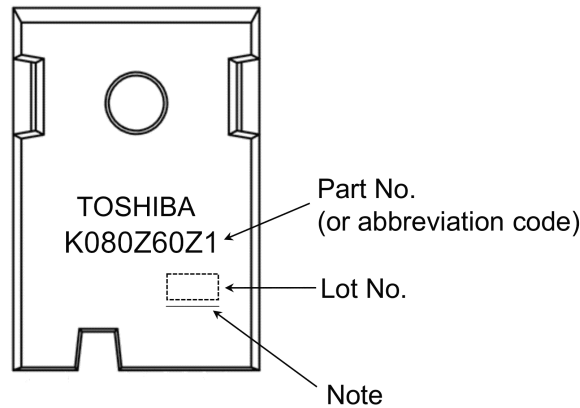 TOSHIBA
K080Z60Z1
Part No.
(or abbreviation code)
Lot No.
Note